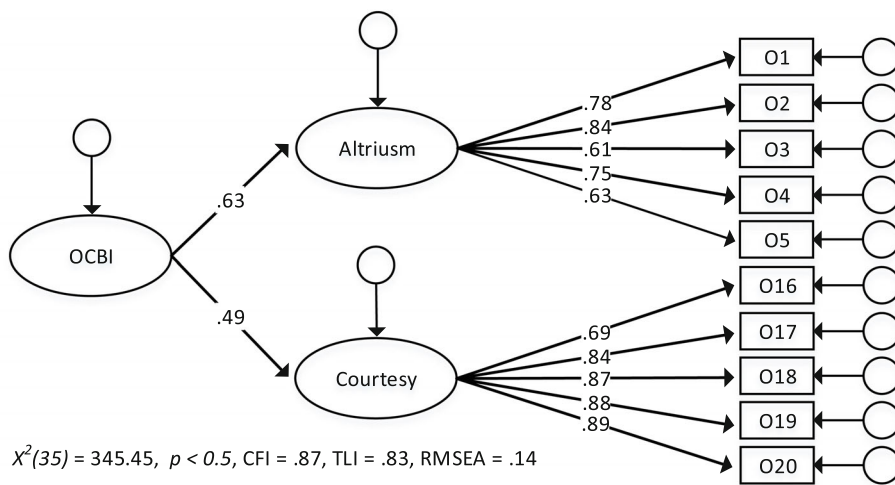 O1
.78
O2
.84
Altriusm
.61
O3
.75
O4
.63
.63
O5
OCBI
O16
.49
.69
O17
.84
Courtesy
.87
O18
.88
O19
.89
X²(35) = 345.45, p < 0.5, CFI = .87, TLI = .83, RMSEA = .14
O20